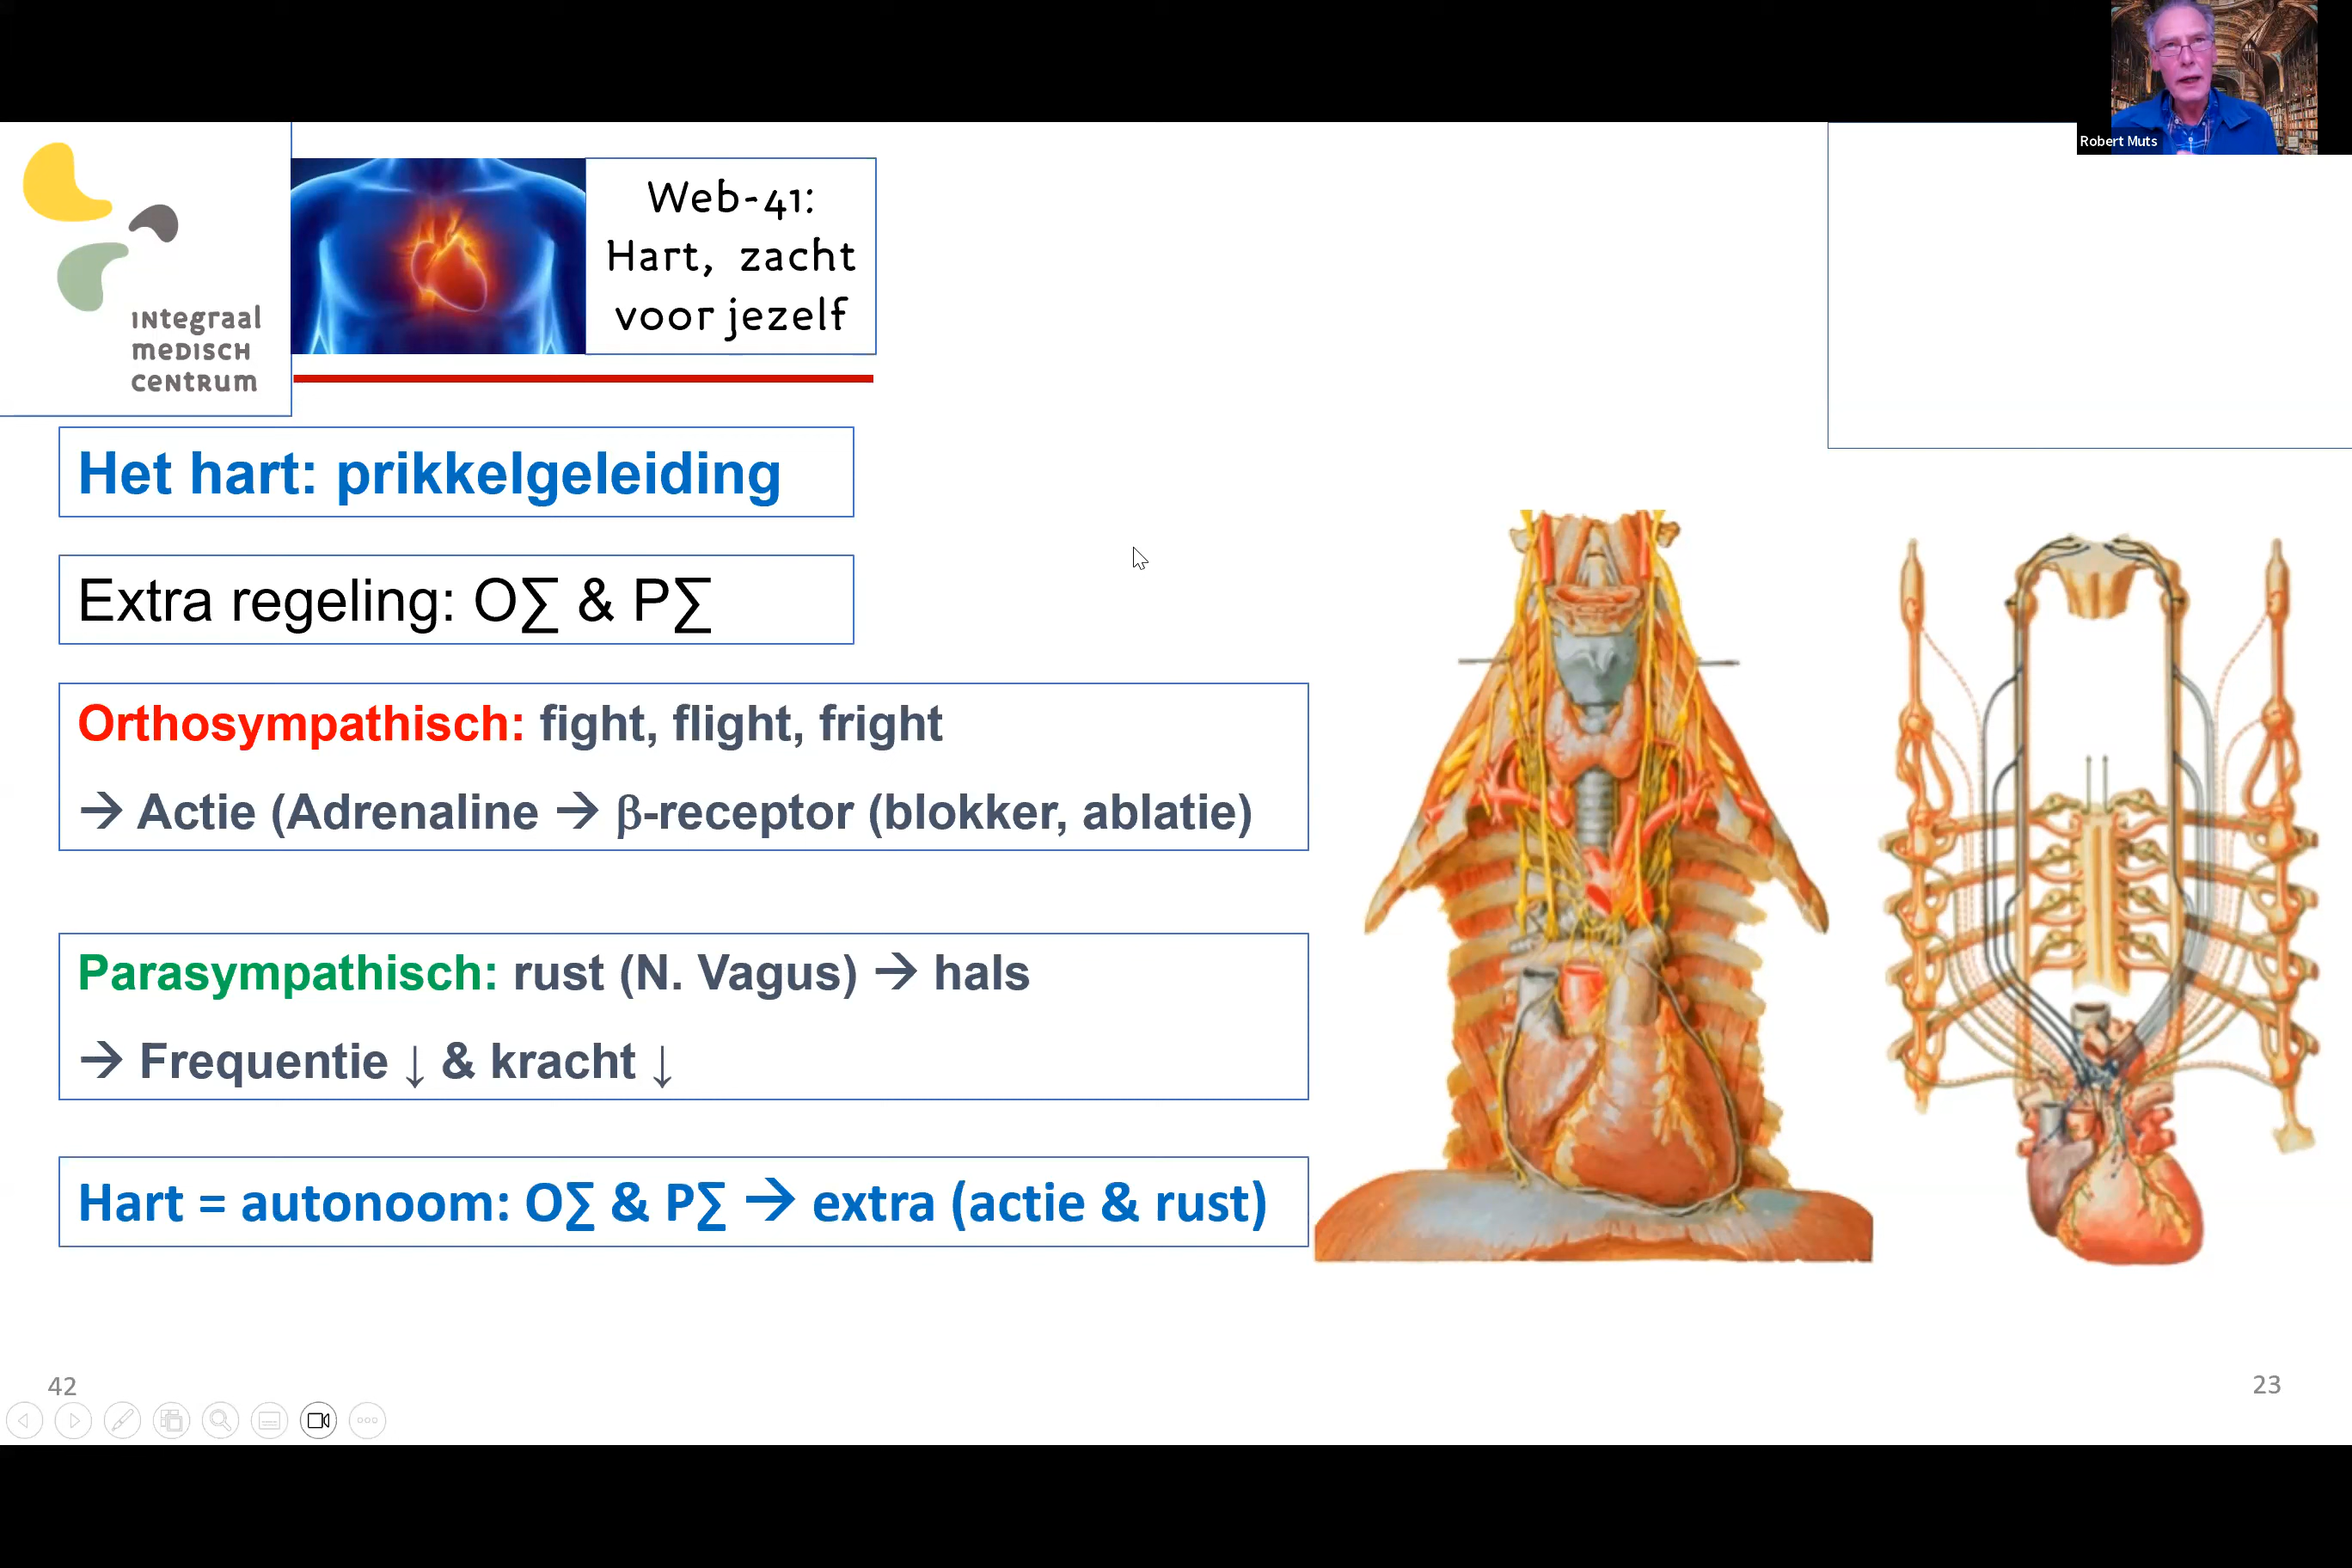 Robert Muts
INtegraal
meDISCH
CeNtRum
Web-41:
Hart, zacht
voor jezelf
Het hart: prikkelgeleiding
Extra regeling: O∑ & P∑
Orthosympathisch: fight, flight, fright
→ Actie (Adrenaline → β-receptor (blokker, ablatie)
Parasympathisch: rust (N. Vagus) → hals
→ Frequentie ↓ & kracht ↓
Hart = autonoom: O∑ & P∑ → extra (actie & rust)
42
23